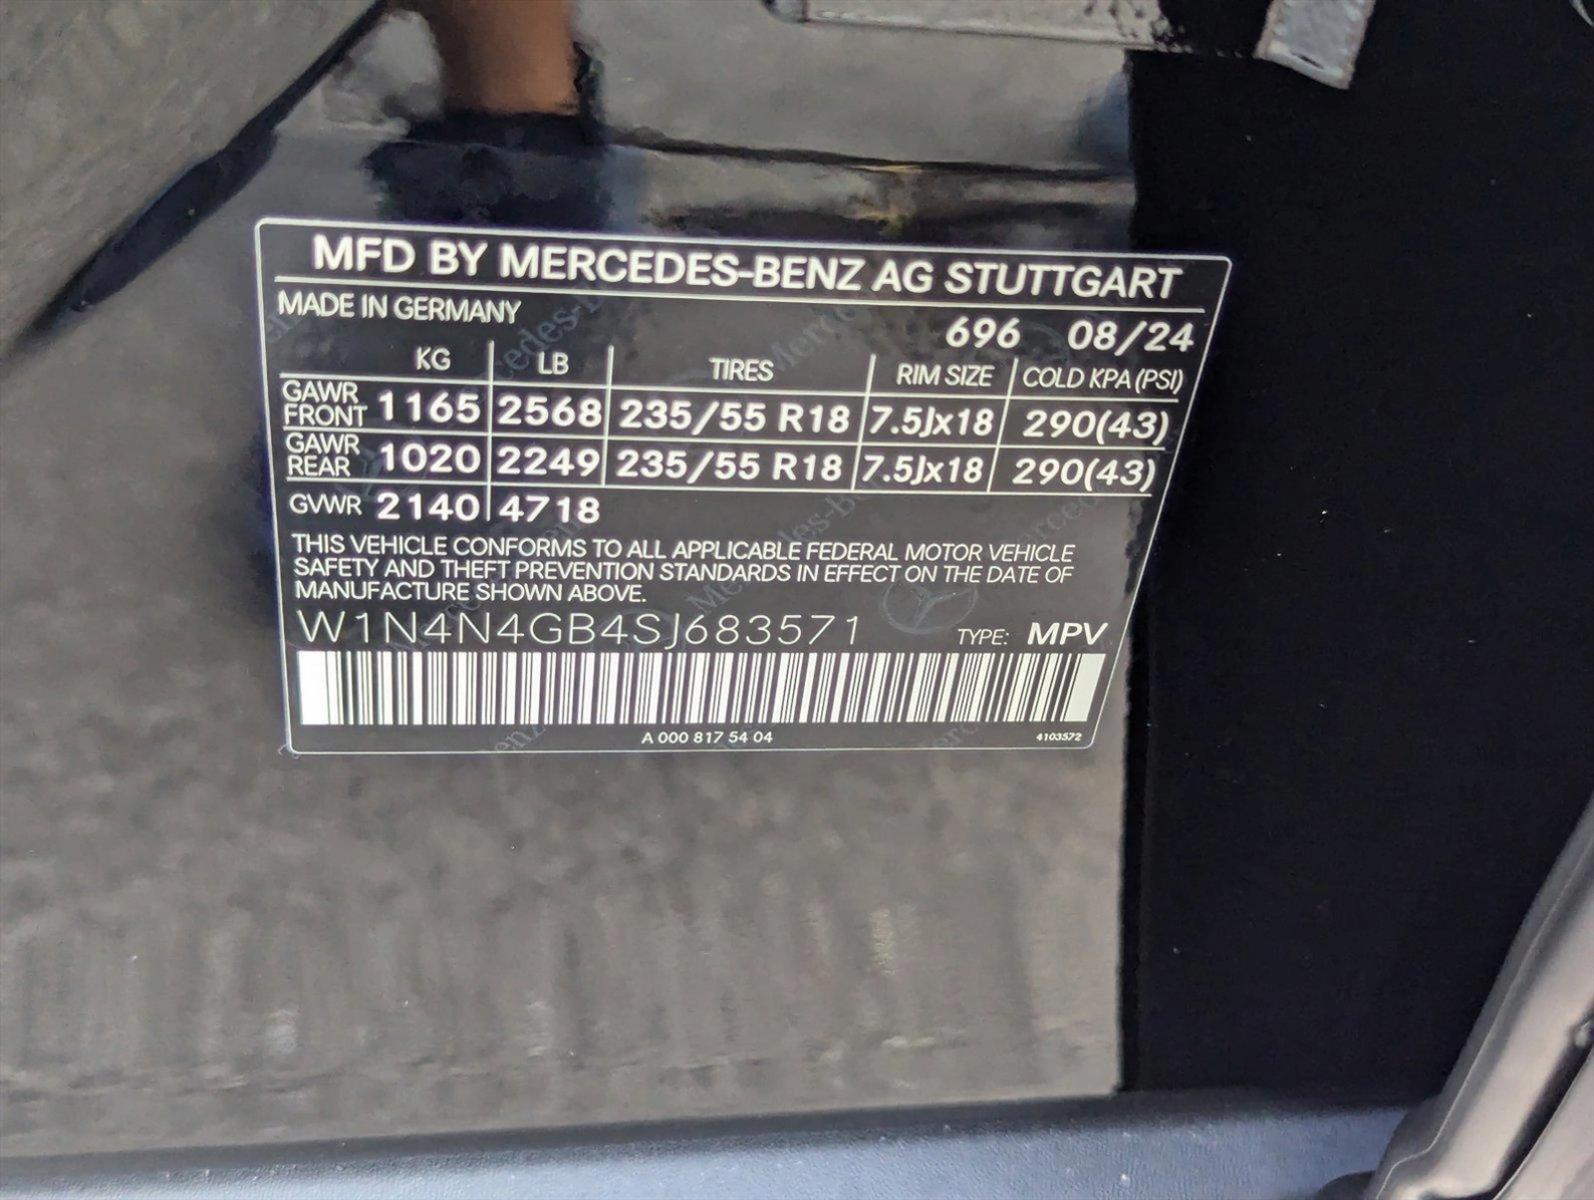 MFD BY MERCEDES-BENZ AG STUTTGART
MADE IN GERMANY
696 08/24
KG LB TIRES RIM SIZE COLD KPA (PSI)
GAWR FRONT 1165 2568 235/55 R18 7.5Jx18 290(43)
GAWR REAR 1020 2249 235/55 R18 7.5Jx18 290(43)
GVWR 2140 4718
THIS VEHICLE CONFORMS TO ALL APPLICABLE FEDERAL MOTOR VEHICLE
SAFETY AND THEFT PREVENTION STANDARDS IN EFFECT ON THE DATE OF
MANUFACTURE SHOWN ABOVE.
W1N4N4GB4SJ683571 TYPE: MPV
A 000 817 54 04 4103572